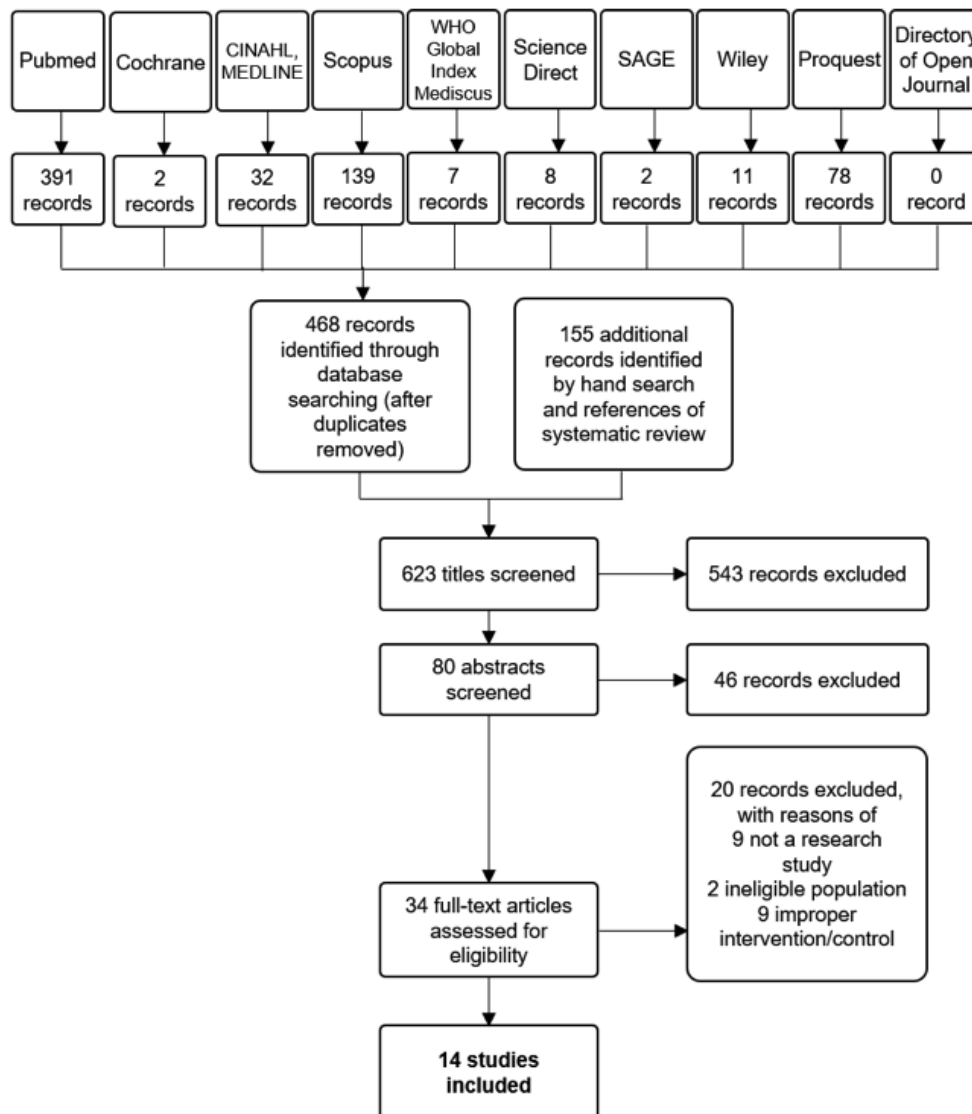 Pubmed
Cochrane
CINAHL,
MEDLINE
Scopus
WHO
Global
Index
Mediscus
Science
Direct
SAGE
Wiley
Proquest
Directory
of Open
Journal
391
records
2
records
32
records
139
records
7
records
8
records
2
records
11
records
78
records
0
record
468 records
identified through
database
searching (after
duplicates
removed)
155 additional
records identified
by hand search
and references of
systematic review
623 titles screened
543 records excluded
80 abstracts
screened
46 records excluded
20 records excluded,
with reasons of
9 not a research
study
2 ineligible population
9 improper
intervention/control
34 full-text articles
assessed for
eligibility
14 studies
included